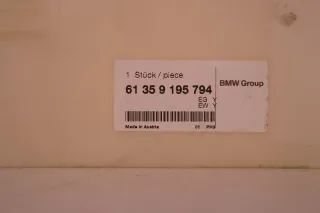 1 Stück / piece
BMW Group
61 35 9 195 794
EG Y
EW Y
Made in Austria